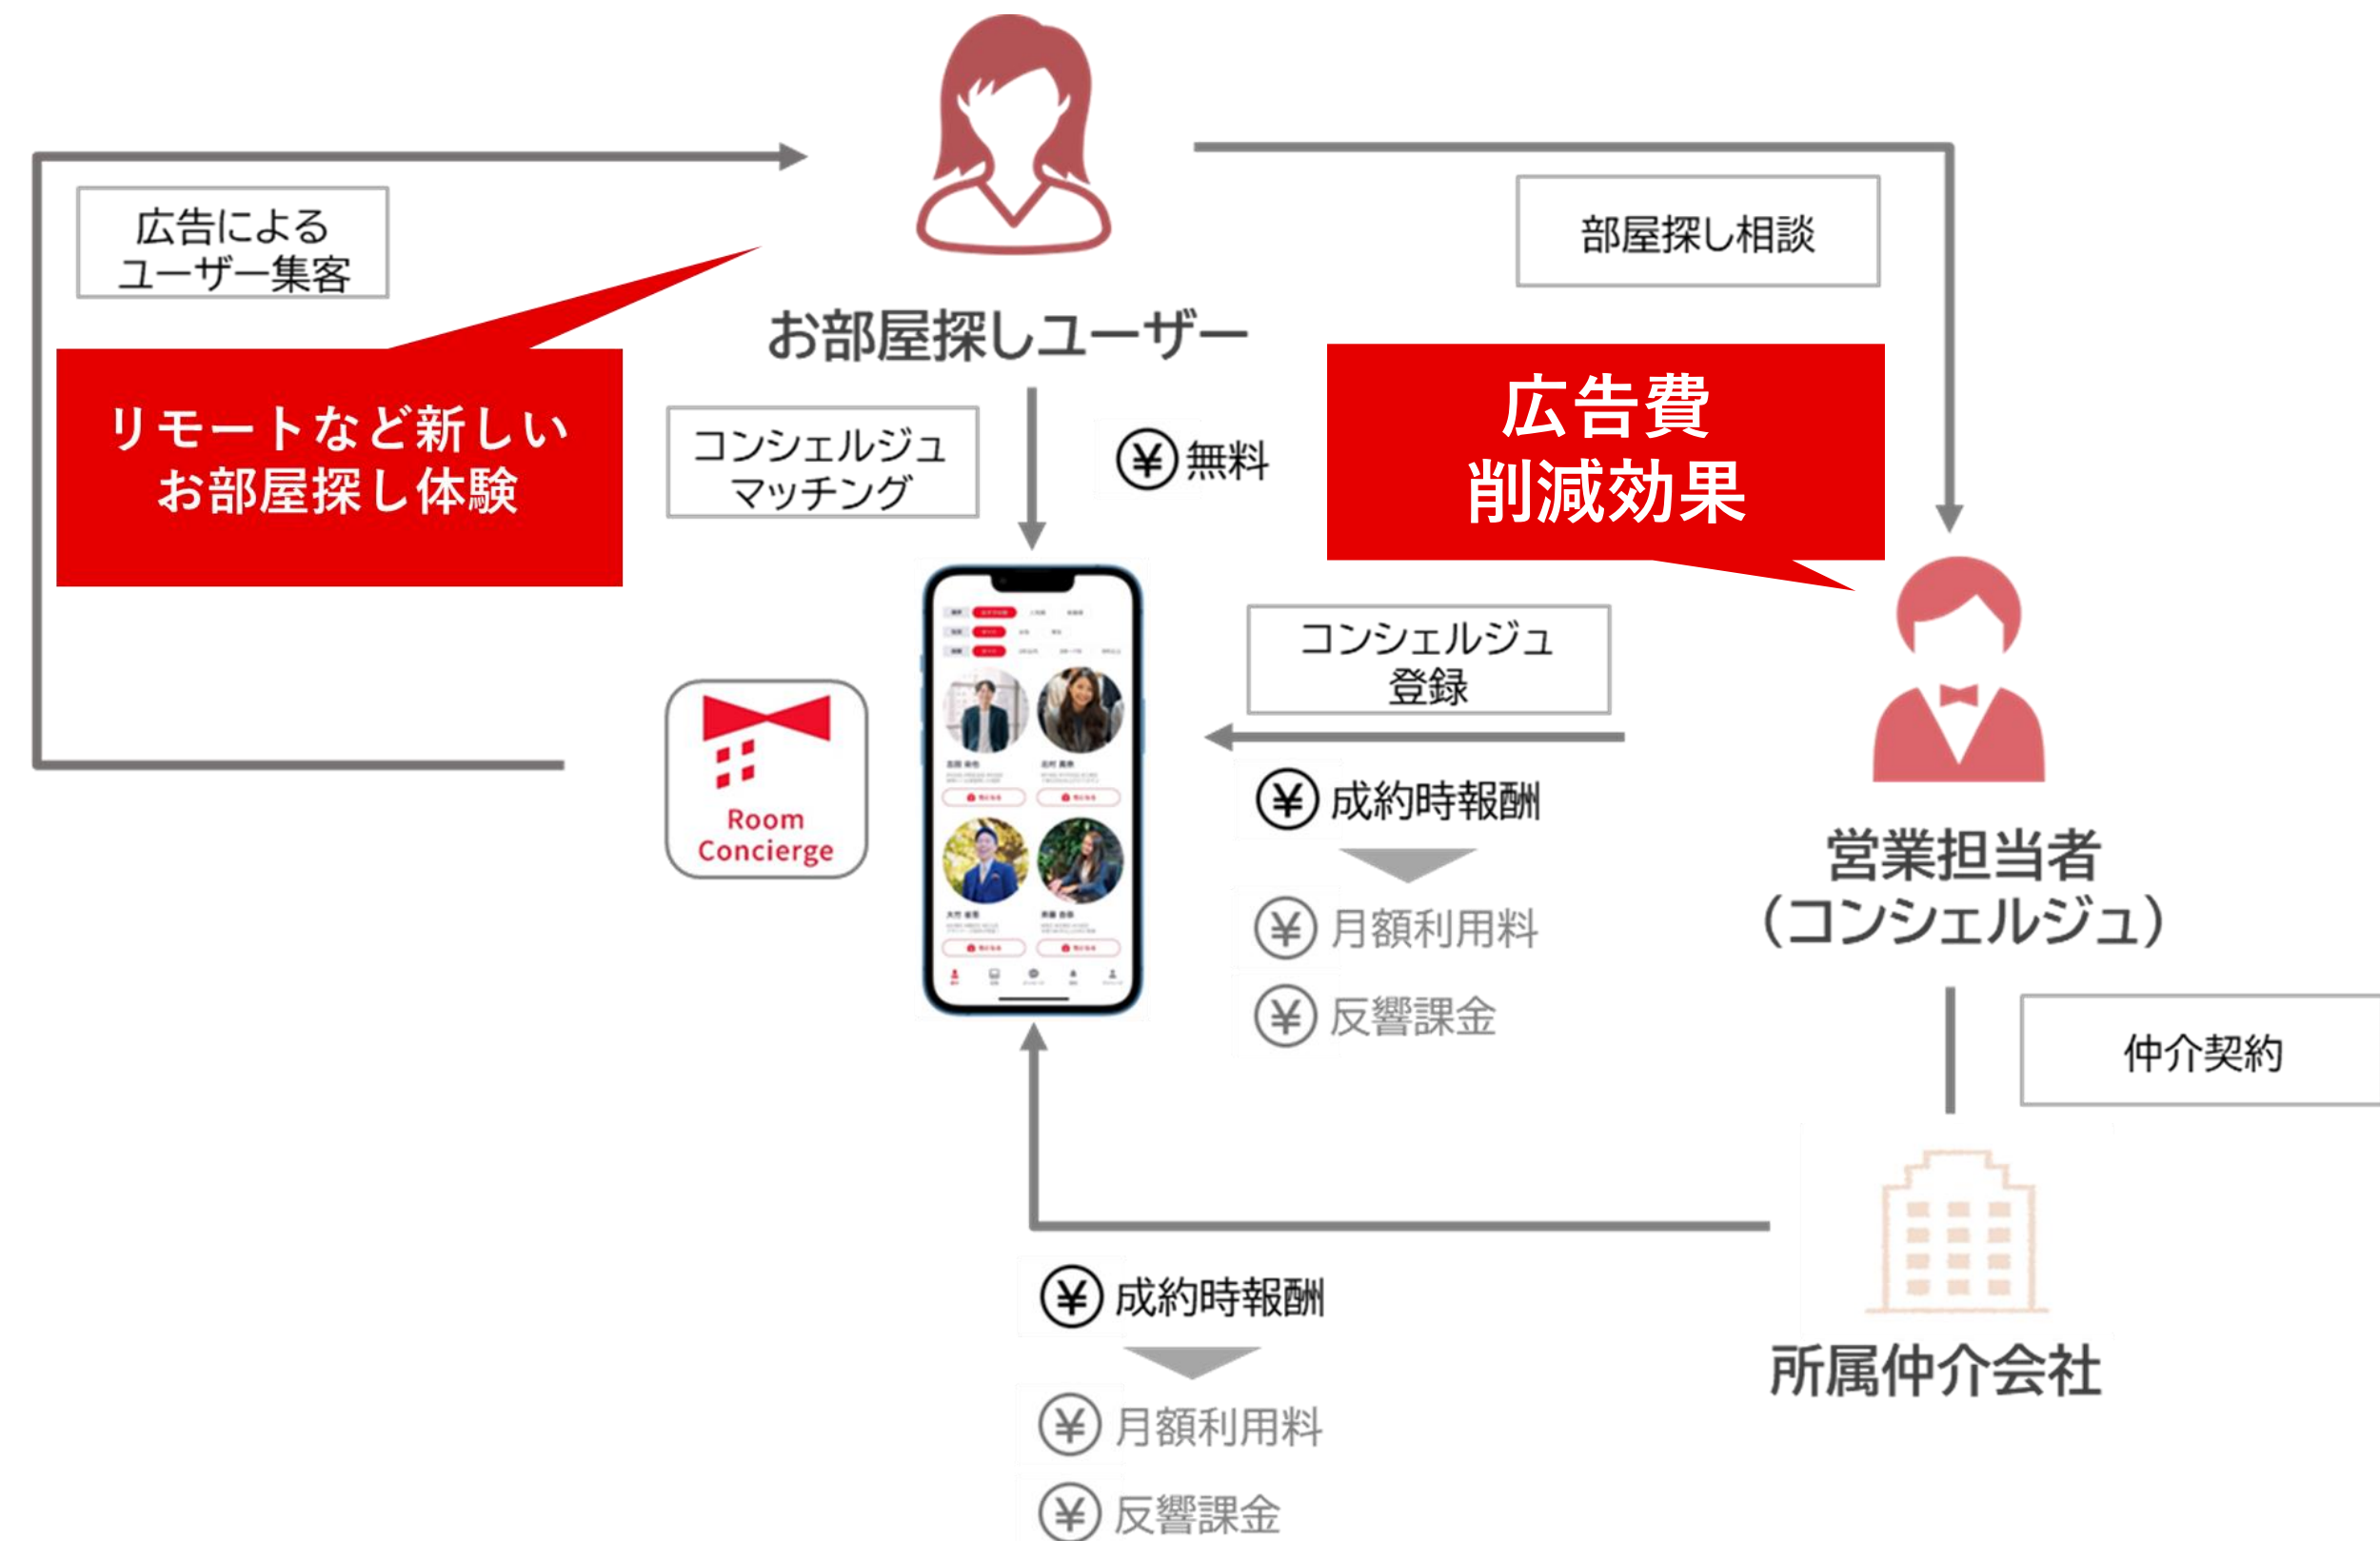 広告による
ユーザー集客
部屋探し相談
お部屋探しユーザー
リモートなど新しい
お部屋探し体験
広告費
削減効果
コンシェルジュ
マッチング
¥無料
コンシェルジュ
登録
Room
Concierge
¥成約時報酬
¥月額利用料
¥反響課金
営業担当者
（コンシェルジュ）
仲介契約
所属仲介会社
¥成約時報酬
¥月額利用料
¥反響課金